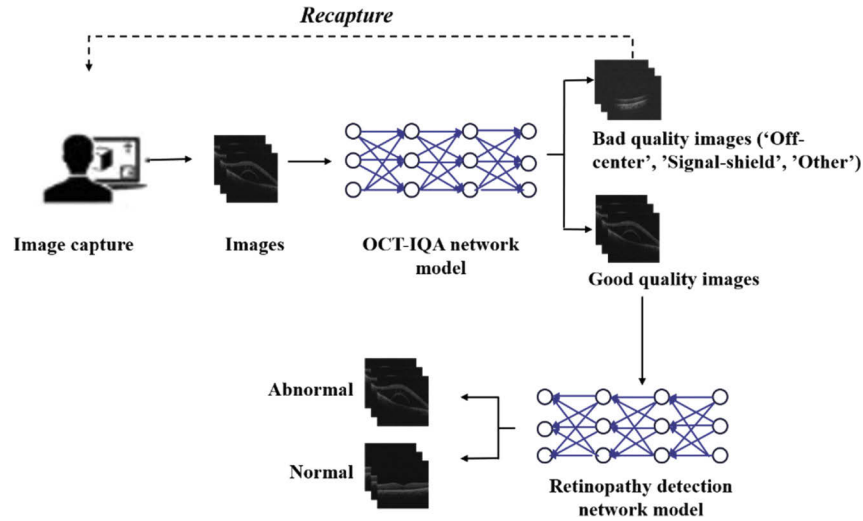 Recapture
Bad quality images (‘Off-
center’, ’Signal-shield’, ’Other’)
Image capture
Images
OCT-IQA network
model
Good quality images
Abnormal
Normal
Retinopathy detection
network model